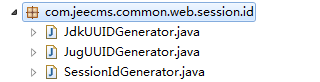 com.jeecms.common.web.session.id
JdkUUIDGenerator.java
JugUUIDGenerator.java
SessionIdGenerator.java